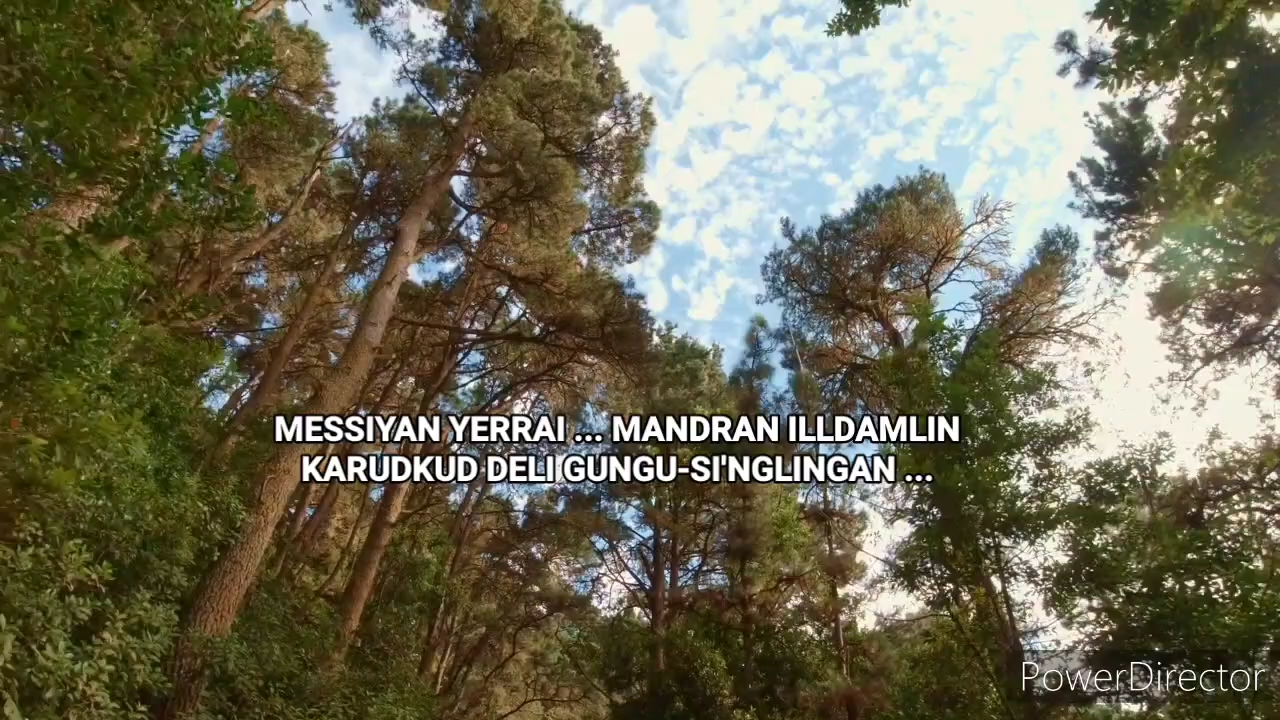 MESSIYAN YERRAI ... MANDRAN ILLDAMLIN
KARUDKUD DELI GUNGU-SI'NGLINGAN ...
PowerDirector